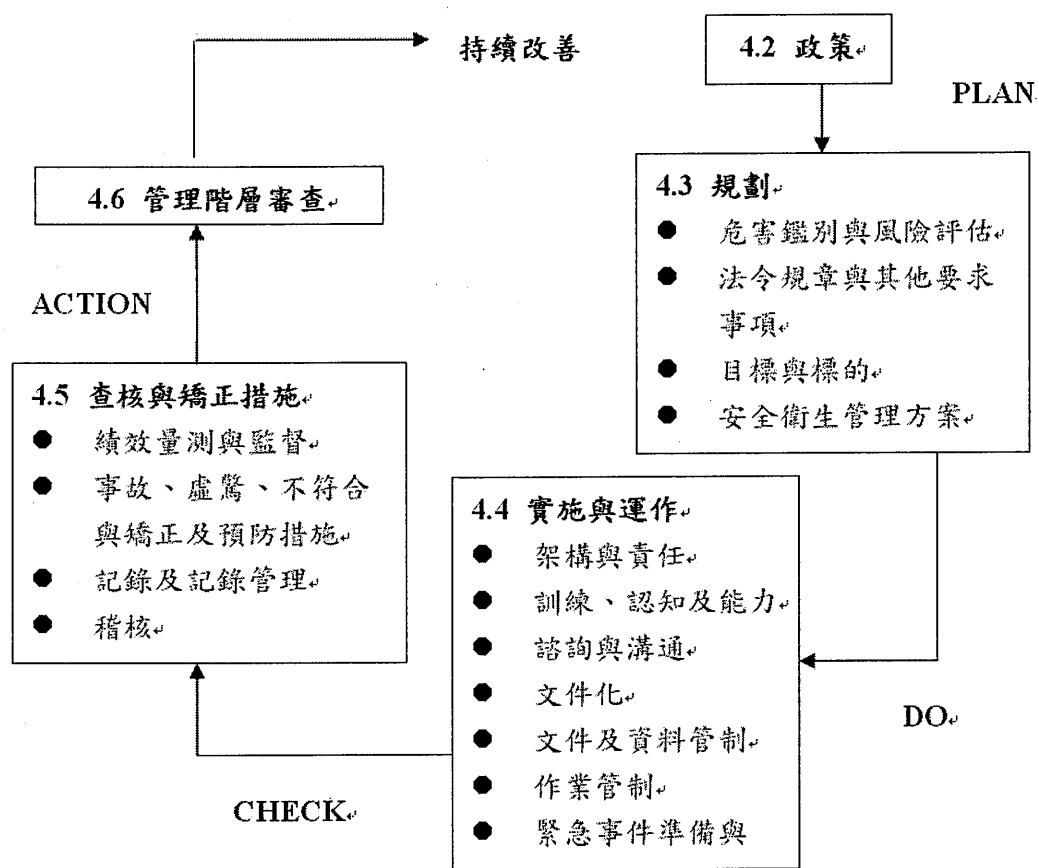 持續改善
4.2 政策
PLAN
4.3 規劃
● 危害鑑別與風險評估
● 法令規章與其他要求
事項
● 目標與標的
● 安全衛生管理方案
4.6 管理階層審查
ACTION
4.5 查核與矯正措施
● 績效量測與監督
● 事故、虛驚、不符合
與矯正及預防措施
● 記錄及記錄管理
● 稽核
4.4 實施與運作
● 架構與責任
● 訓練、認知及能力
● 諮詢與溝通
● 文件化
● 文件及資料管制
● 作業管制
● 緊急事件準備與
DO
CHECK